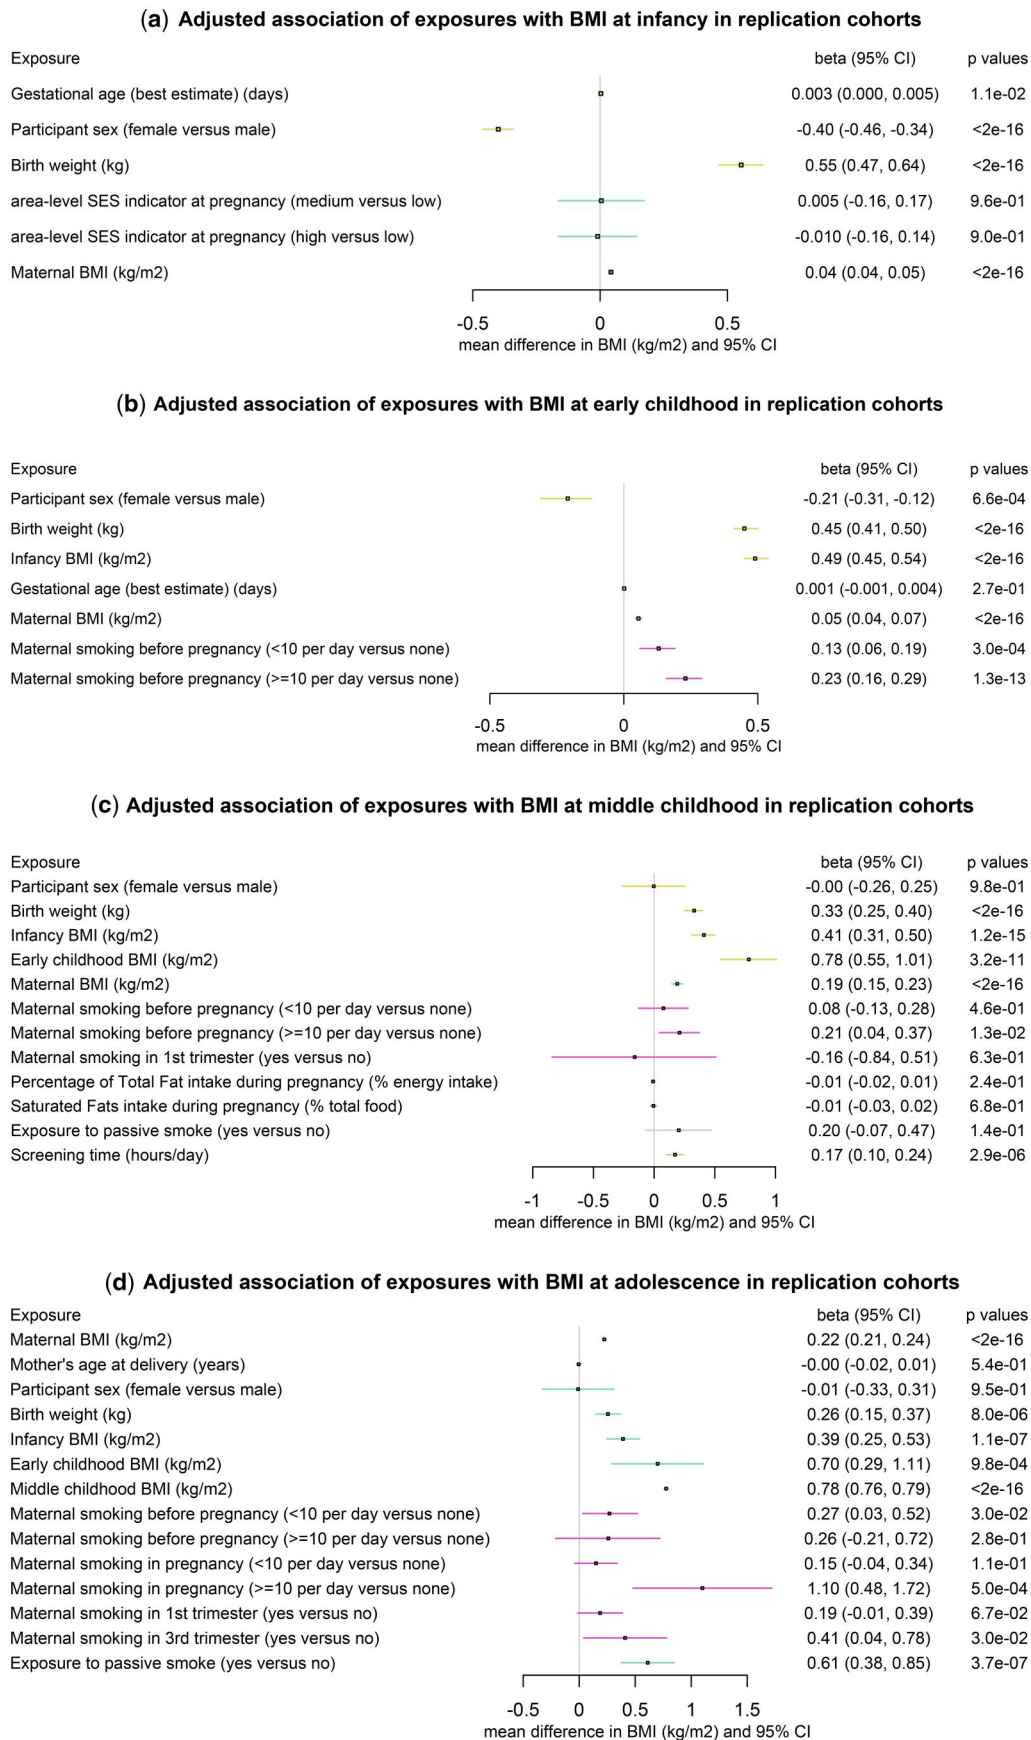 (a) Adjusted association of exposures with BMI at infancy in replication cohorts
Exposure beta (95% CI) p values
Gestational age (best estimate) (days) 0.003 (0.000, 0.005) 1.1e-02
Participant sex (female versus male) -0.40 (-0.46, -0.34) <2e-16
Birth weight (kg) 0.55 (0.47, 0.64) <2e-16
area-level SES indicator at pregnancy (medium versus low) 0.005 (-0.16, 0.17) 9.6e-01
area-level SES indicator at pregnancy (high versus low) -0.010 (-0.16, 0.14) 9.0e-01
Maternal BMI (kg/m2) 0.04 (0.04, 0.05) <2e-16
-0.5 0 0.5
mean difference in BMI (kg/m2) and 95% CI
(b) Adjusted association of exposures with BMI at early childhood in replication cohorts
Exposure beta (95% CI) p values
Participant sex (female versus male) -0.21 (-0.31, -0.12) 6.6e-04
Birth weight (kg) 0.45 (0.41, 0.50) <2e-16
Infancy BMI (kg/m2) 0.49 (0.45, 0.54) <2e-16
Gestational age (best estimate) (days) 0.001 (-0.001, 0.004) 2.7e-01
Maternal BMI (kg/m2) 0.05 (0.04, 0.07) <2e-16
Maternal smoking before pregnancy (<10 per day versus none) 0.13 (0.06, 0.19) 3.0e-04
Maternal smoking before pregnancy (>=10 per day versus none) 0.23 (0.16, 0.29) 1.3e-13
-0.5 0 0.5
mean difference in BMI (kg/m2) and 95% CI
(c) Adjusted association of exposures with BMI at middle childhood in replication cohorts
Exposure beta (95% CI) p values
Participant sex (female versus male) -0.00 (-0.26, 0.25) 9.8e-01
Birth weight (kg) 0.33 (0.25, 0.40) <2e-16
Infancy BMI (kg/m2) 0.41 (0.31, 0.50) 1.2e-15
Early childhood BMI (kg/m2) 0.78 (0.55, 1.01) 3.2e-11
Maternal BMI (kg/m2) 0.19 (0.15, 0.23) <2e-16
Maternal smoking before pregnancy (<10 per day versus none) 0.08 (-0.13, 0.28) 4.6e-01
Maternal smoking before pregnancy (>=10 per day versus none) 0.21 (0.04, 0.37) 1.3e-02
Maternal smoking in 1st trimester (yes versus no) -0.16 (-0.84, 0.51) 6.3e-01
Percentage of Total Fat intake during pregnancy (% energy intake) -0.01 (-0.02, 0.01) 2.4e-01
Saturated Fats intake during pregnancy (% total food) -0.01 (-0.03, 0.02) 6.8e-01
Exposure to passive smoke (yes versus no) 0.20 (-0.07, 0.47) 1.4e-01
Screening time (hours/day) 0.17 (0.10, 0.24) 2.9e-06
-1 -0.5 0 0.5 1
mean difference in BMI (kg/m2) and 95% CI
(d) Adjusted association of exposures with BMI at adolescence in replication cohorts
Exposure beta (95% CI) p values
Maternal BMI (kg/m2) 0.22 (0.21, 0.24) <2e-16
Mother's age at delivery (years) -0.00 (-0.02, 0.01) 5.4e-01
Participant sex (female versus male) -0.01 (-0.33, 0.31) 9.5e-01
Birth weight (kg) 0.26 (0.15, 0.37) 8.0e-06
Infancy BMI (kg/m2) 0.39 (0.25, 0.53) 1.1e-07
Early childhood BMI (kg/m2) 0.70 (0.29, 1.11) 9.8e-04
Middle childhood BMI (kg/m2) 0.78 (0.76, 0.79) <2e-16
Maternal smoking before pregnancy (<10 per day versus none) 0.27 (0.03, 0.52) 3.0e-02
Maternal smoking before pregnancy (>=10 per day versus none) 0.26 (-0.21, 0.72) 2.8e-01
Maternal smoking in pregnancy (<10 per day versus none) 0.15 (-0.04, 0.34) 1.1e-01
Maternal smoking in pregnancy (>=10 per day versus none) 1.10 (0.48, 1.72) 5.0e-04
Maternal smoking in 1st trimester (yes versus no) 0.19 (-0.01, 0.39) 6.7e-02
Maternal smoking in 3rd trimester (yes versus no) 0.41 (0.04, 0.78) 3.0e-02
Exposure to passive smoke (yes versus no) 0.61 (0.38, 0.85) 3.7e-07
-0.5 0 0.5 1 1.5
mean difference in BMI (kg/m2) and 95% CI